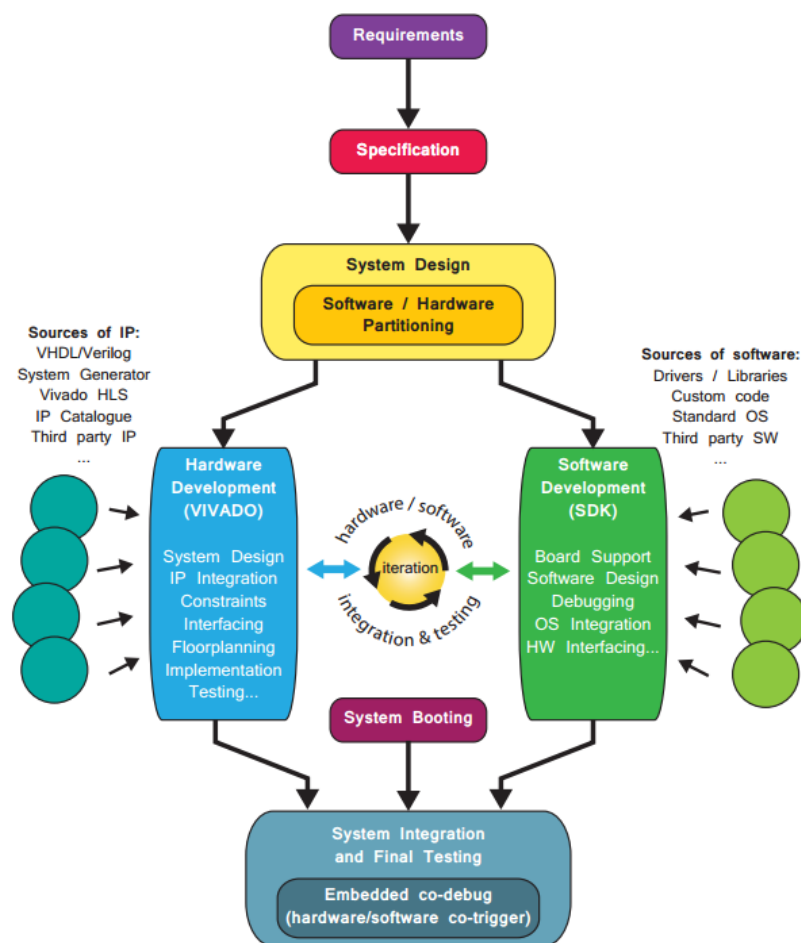 Requirements
Specification
System Design
Software / Hardware
Partitioning
Sources of IP:
VHDL/Verilog
System Generator
Vivado HLS
IP Catalogue
Third party IP
...
Sources of software:
Drivers / Libraries
Custom code
Standard OS
Third party SW
...
Hardware
Development
(VIVADO)
System Design
IP Integration
Constraints
Interfacing
Floorplanning
Implementation
Testing...
hardware / software
iteration
integration & testing
Software
Development
(SDK)
Board Support
Software Design
Debugging
OS Integration
HW Interfacing...
System Booting
System Integration
and Final Testing
Embedded co-debug
(hardware/software co-trigger)